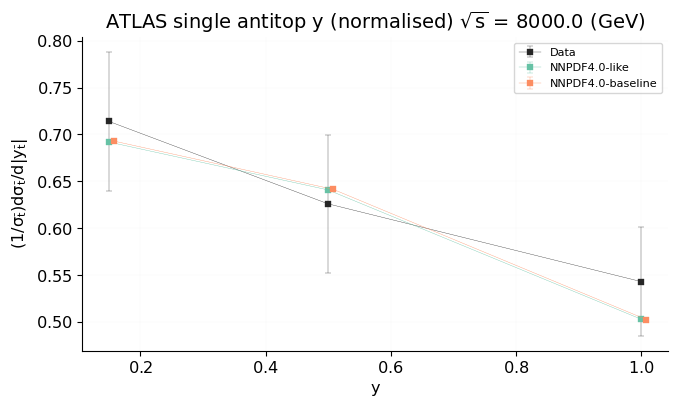 ATLAS single antitop y (normalised) √s = 8000.0 (GeV)
Data
NNPDF4.0-like
NNPDF4.0-baseline
(1/σt̄)dσt̄/d|yt̄|
0.80
0.75
0.70
0.65
0.60
0.55
0.50
0.2 0.4 0.6 0.8 1.0
y